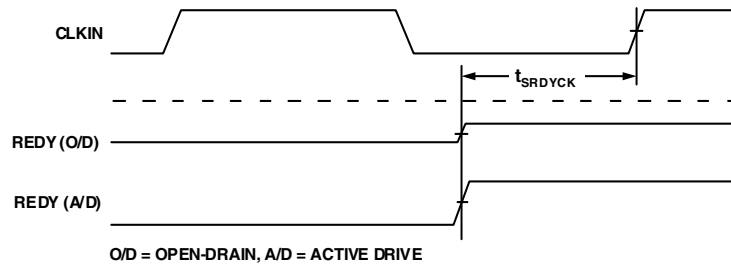 CLKIN
tSRDYCK
REDY (O/D)
REDY (A/D)
O/D = OPEN-DRAIN, A/D = ACTIVE DRIVE